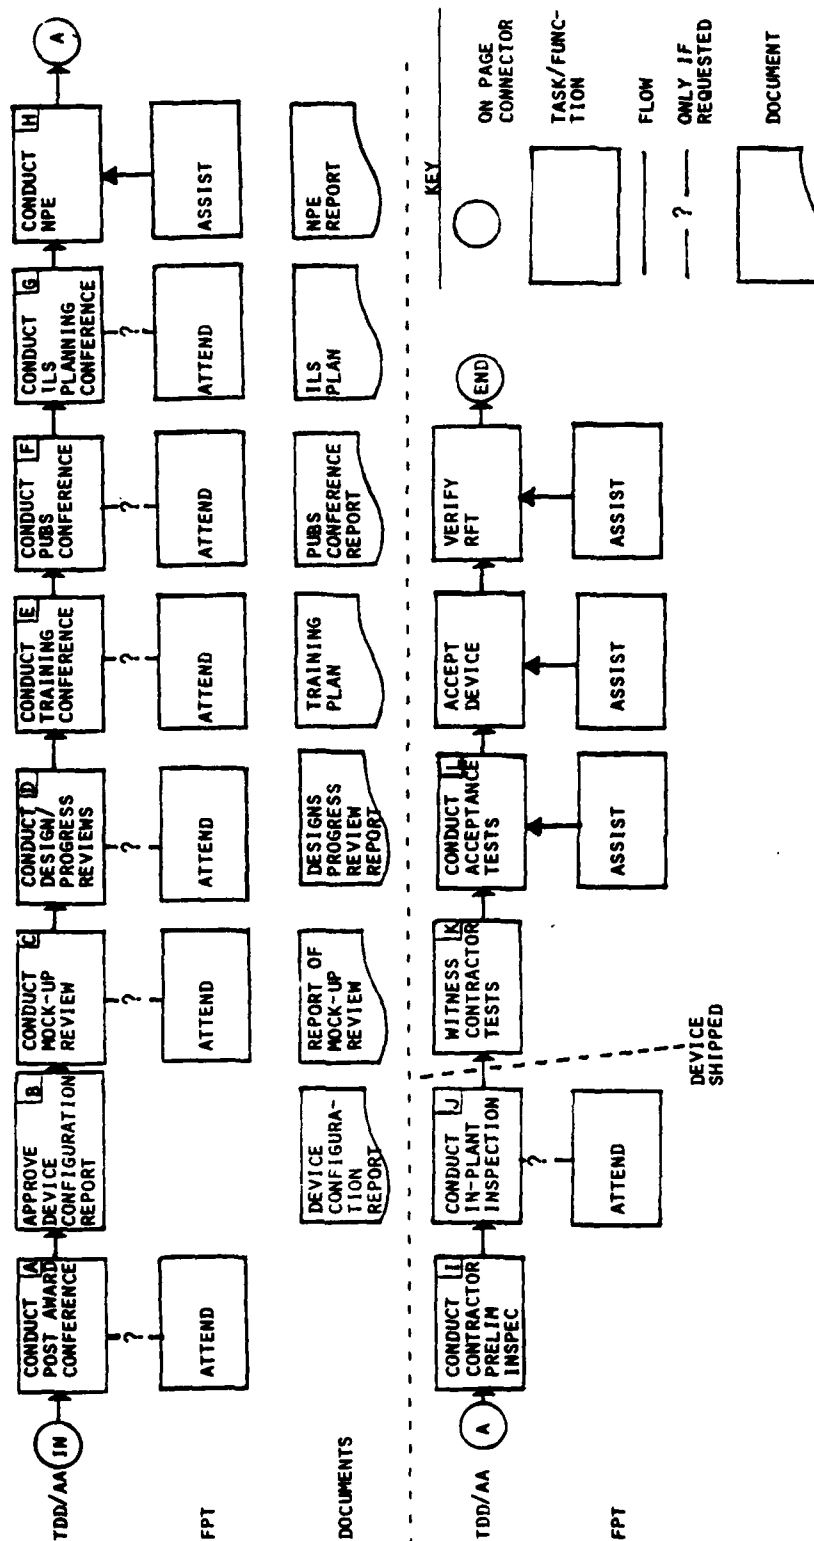 TDD/AA
IN
CONDUCT
POST AWARD
CONFERENCE
A
APPROVE
DEVICE
CONFIGURATION
REPORT
B
CONDUCT
MOCK-UP
REVIEW
C
CONDUCT
DESIGN/
PROGRESS
REVIEWS
D
CONDUCT
TRAINING
CONFERENCE
E
CONDUCT
PUBS
CONFERENCE
F
CONDUCT
ILS
PLANNING
CONFERENCE
G
CONDUCT
NPE
H
A
?
?
?
?
?
?
FPT
ATTEND
ATTEND
ATTEND
ATTEND
ATTEND
ATTEND
ASSIST
DOCUMENTS
DEVICE
CONFIGURA-
TION
REPORT
REPORT OF
MOCK-UP
REVIEW
DESIGNS
PROGRESS
REVIEW
REPORT
TRAINING
PLAN
PUBS
CONFERENCE
REPORT
ILS
PLAN
NPE
REPORT
TDD/AA
A
CONDUCT
CONTRACTOR
PRELIM
INSPEC
I
CONDUCT
IN-PLANT
INSPECTION
J
WITNESS
CONTRACTOR
TESTS
K
CONDUCT
ACCEPTANCE
TESTS
L
ACCEPT
DEVICE
VERIFY
RFT
END
?
FPT
ATTEND
ASSIST
ASSIST
ASSIST
DEVICE
SHIPPED
KEY
ON PAGE
CONNECTOR
TASK/FUNC-
TION
FLOW
?
ONLY IF
REQUESTED
DOCUMENT